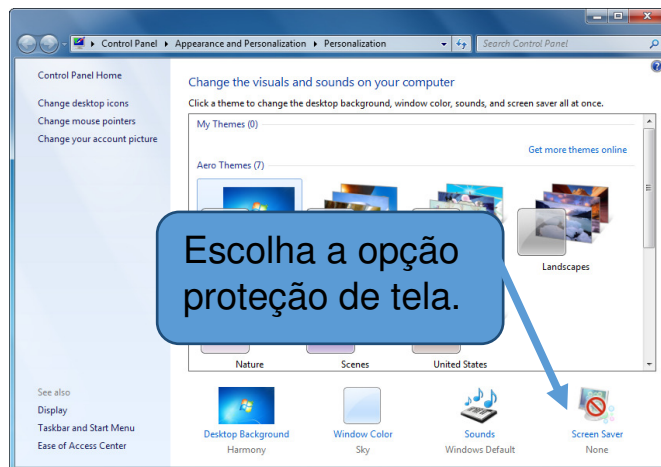 Control Panel ▸ Appearance and Personalization ▸ Personalization
Search Control Panel
Control Panel Home
Change desktop icons
Change mouse pointers
Change your account picture
Change the visuals and sounds on your computer
Click a theme to change the desktop background, window color, sounds, and screen saver all at once.
My Themes (0)
Get more themes online
Aero Themes (7)
Landscapes
Escolha a opção
proteção de tela.
Nature Scenes United States
See also
Display
Taskbar and Start Menu
Ease of Access Center
Desktop Background Window Color Sounds Screen Saver
Harmony Sky Windows Default None